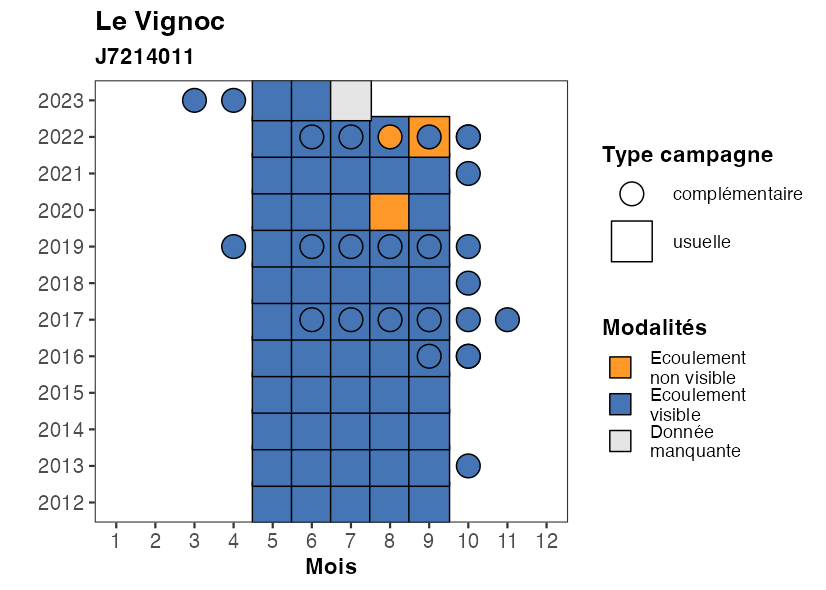 Le Vignoc
J7214011
2023
2022
2021
2020
2019
2018
2017
2016
2015
2014
2013
2012
1 2 3 4 5 6 7 8 9 10 11 12
Mois
Type campagne
complémentaire
usuelle
Modalités
Ecoulement
non visible
Ecoulement
visible
Donnée
manquante